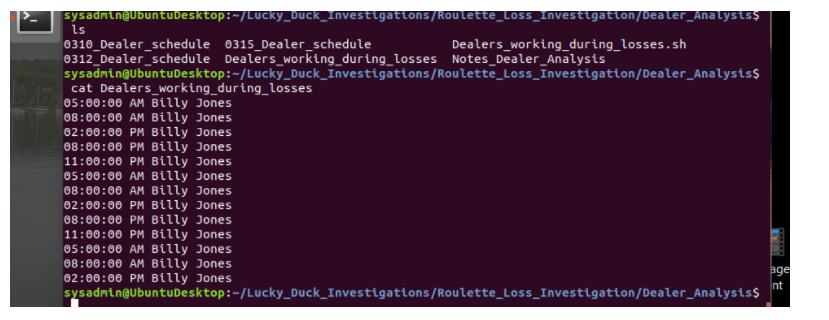 sysadmin@UbuntuDesktop:~/Lucky_Duck_Investigations/Roulette_Loss_Investigation/Dealer_Analysis$
ls
0310_Dealer_schedule 0315_Dealer_schedule Dealers_working_during_losses.sh
0312_Dealer_schedule Dealers_working_during_losses Notes_Dealer_Analysis
sysadmin@UbuntuDesktop:~/Lucky_Duck_Investigations/Roulette_Loss_Investigation/Dealer_Analysis$
cat Dealers_working_during_losses
05:00:00 AM Billy Jones
08:00:00 AM Billy Jones
02:00:00 PM Billy Jones
08:00:00 PM Billy Jones
11:00:00 PM Billy Jones
05:00:00 AM Billy Jones
08:00:00 AM Billy Jones
02:00:00 PM Billy Jones
08:00:00 PM Billy Jones
11:00:00 PM Billy Jones
05:00:00 AM Billy Jones
08:00:00 AM Billy Jones
02:00:00 PM Billy Jones
sysadmin@UbuntuDesktop:~/Lucky_Duck_Investigations/Roulette_Loss_Investigation/Dealer_Analysis$
age
nt